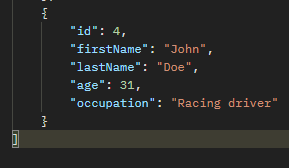 {
"id": 4,
"firstName": "John",
"lastName": "Doe",
"age": 31,
"occupation": "Racing driver"
}
]